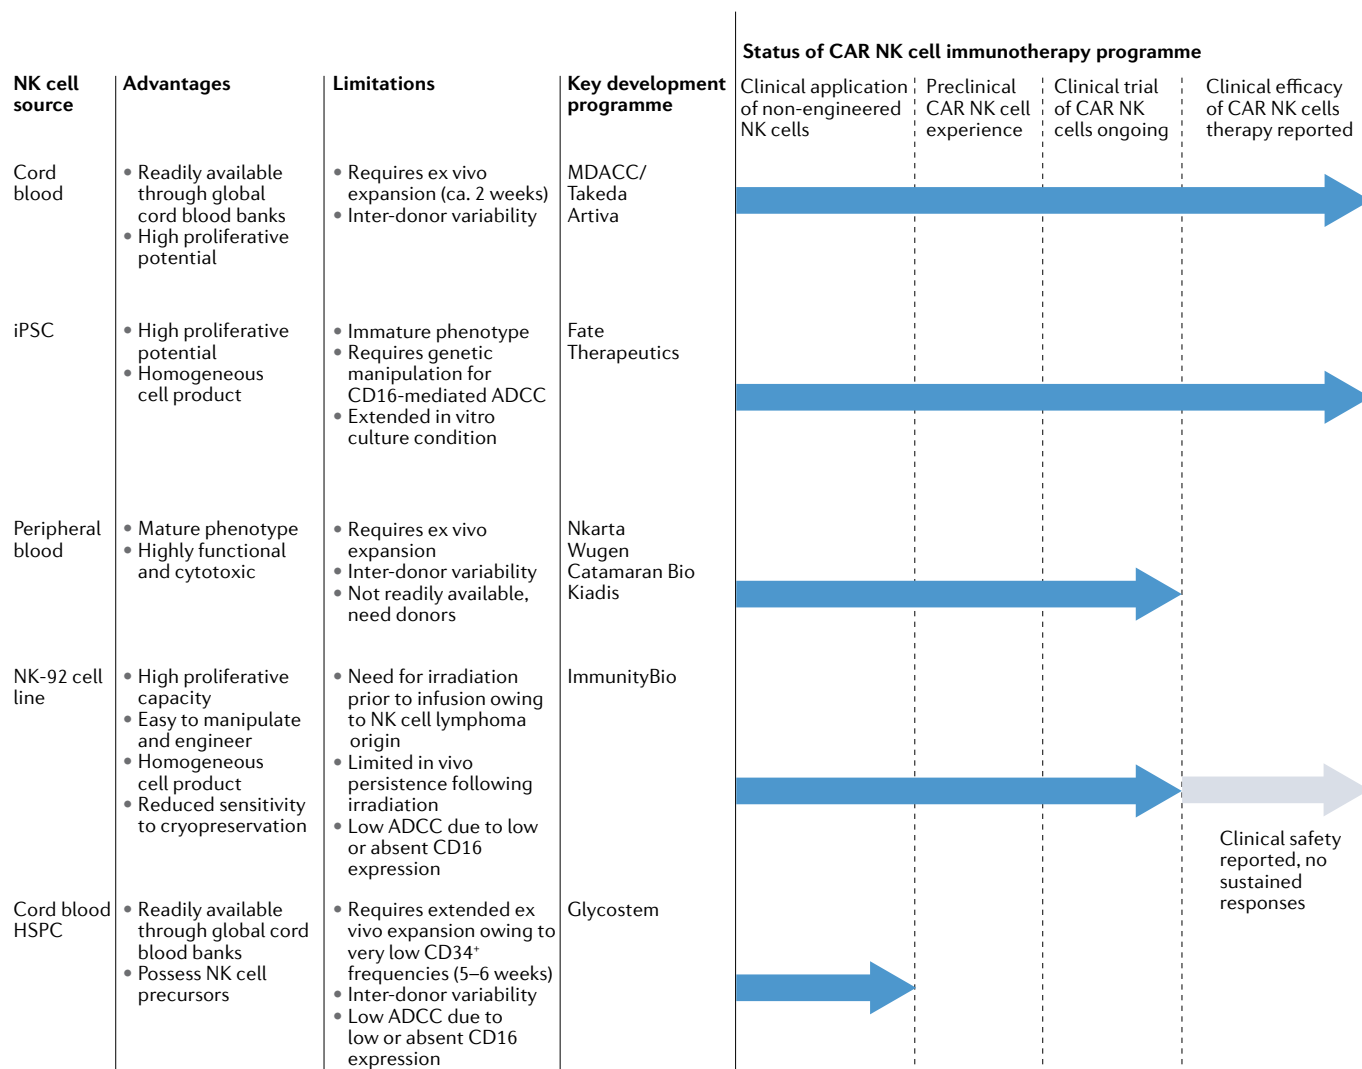 Status of CAR NK cell immunotherapy programme
NK cell
source
Advantages
Limitations
Key development
programme
Clinical application
of non-engineered
NK cells
Preclinical
CAR NK cell
experience
Clinical trial
of CAR NK
cells ongoing
Clinical efficacy
of CAR NK cells
therapy reported
Cord
blood
• Readily available
through global
cord blood banks
• High proliferative
potential
• Requires ex vivo
expansion (ca. 2 weeks)
• Inter-donor variability
MDACC/
Takeda
Artiva
iPSC
• High proliferative
potential
• Homogeneous
cell product
• Immature phenotype
• Requires genetic
manipulation for
CD16-mediated ADCC
• Extended in vitro
culture condition
Fate
Therapeutics
Peripheral
blood
• Mature phenotype
• Highly functional
and cytotoxic
• Requires ex vivo
expansion
• Inter-donor variability
• Not readily available,
need donors
Nkarta
Wugen
Catamaran Bio
Kiadis
NK-92 cell
line
• High proliferative
capacity
• Easy to manipulate
and engineer
• Homogeneous
cell product
• Reduced sensitivity
to cryopreservation
• Need for irradiation
prior to infusion owing
to NK cell lymphoma
origin
• Limited in vivo
persistence following
irradiation
• Low ADCC due to low
or absent CD16
expression
ImmunityBio
Clinical safety
reported, no
sustained
responses
Cord blood
HSPC
• Readily available
through global cord
blood banks
• Possess NK cell
precursors
• Requires extended ex
vivo expansion owing to
very low CD34⁺
frequencies (5–6 weeks)
• Inter-donor variability
• Low ADCC due to
low or absent CD16
expression
Glycostem